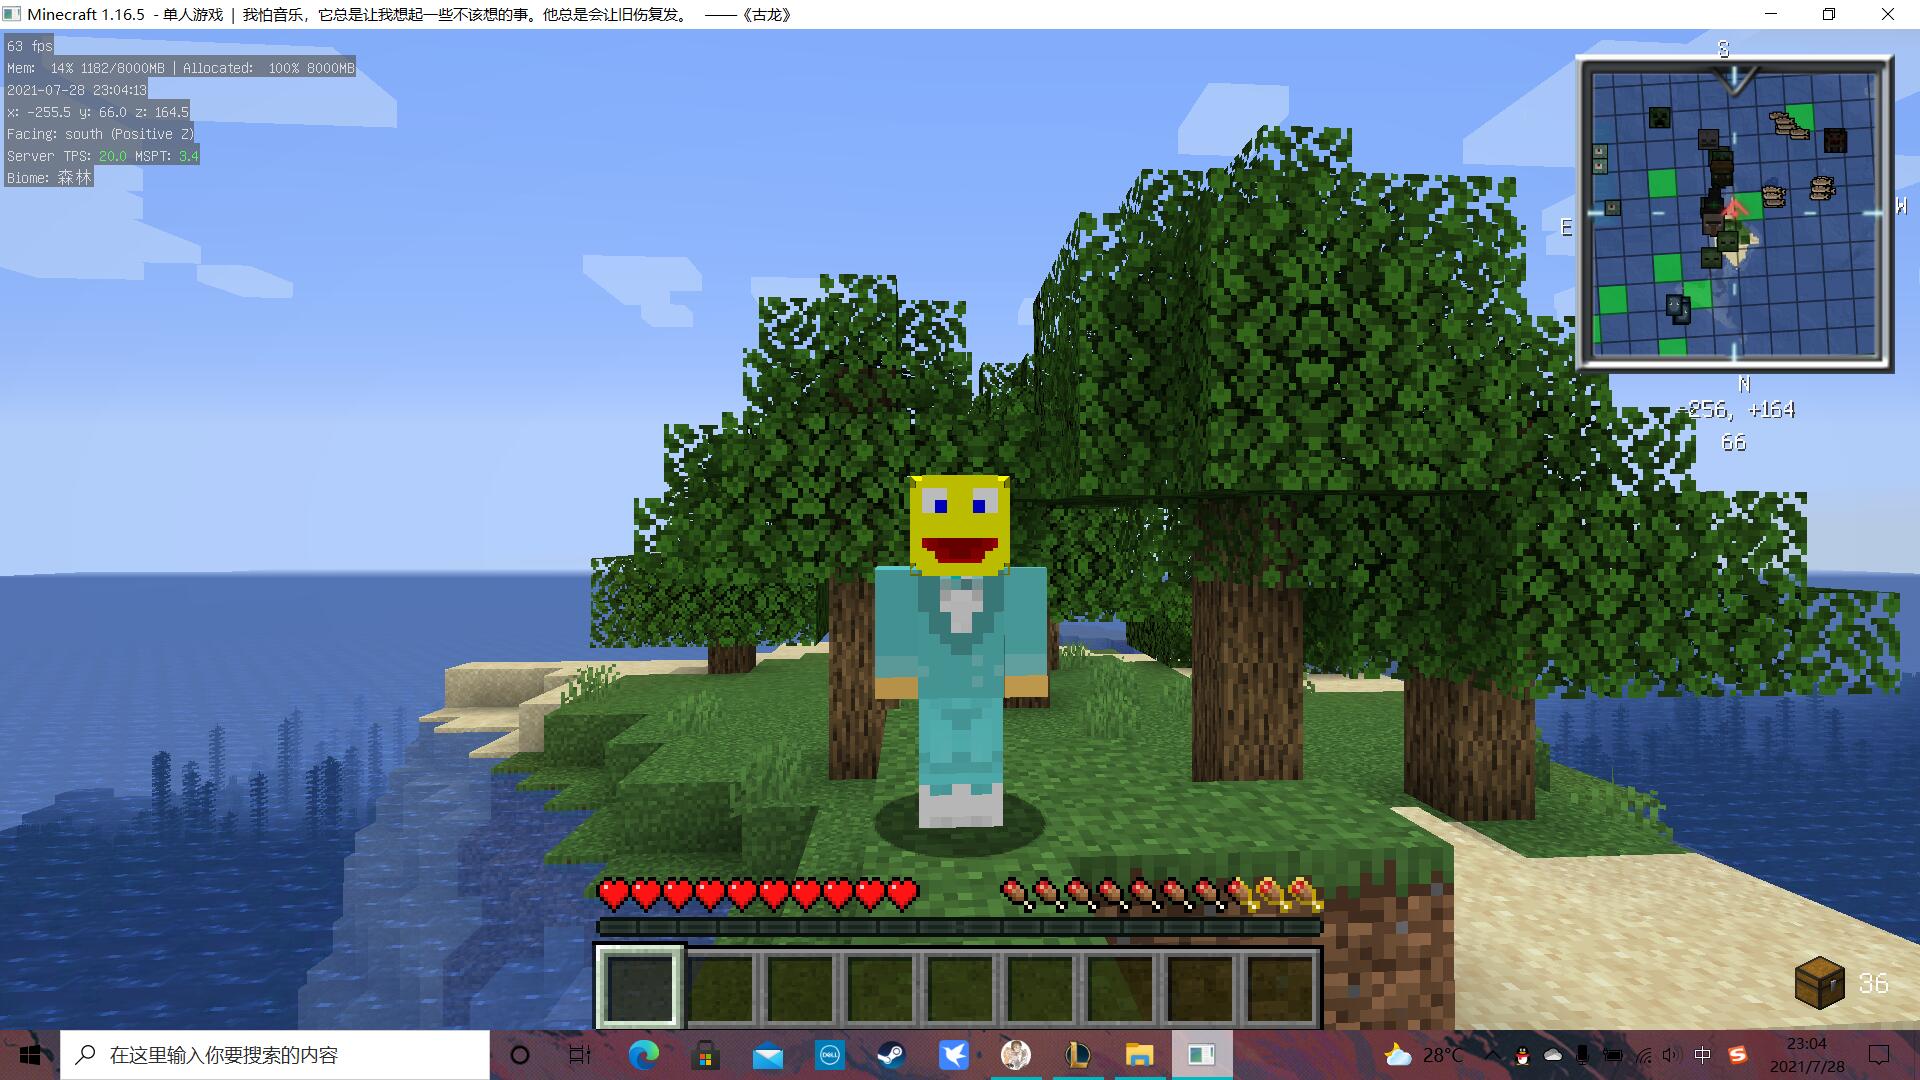 Minecraft 1.16.5 - 单人游戏 | 我怕音乐，它总是让我想起一些不该想的事。他总是会让旧伤复发。 ——《古龙》
63 fps
Mem: 14% 1182/8000MB | Allocated: 100% 8000MB
2021-07-28 23:04:13
x: -255.5 y: 66.0 z: 164.5
Facing: south (Positive Z)
Server TPS: 20.0 MSPT: 3.4
Biome: 森林
S
E
W
N
-256, +164
66
36
在这里输入你要搜索的内容
DELL
28°C
中
S
23:04
2021/7/28